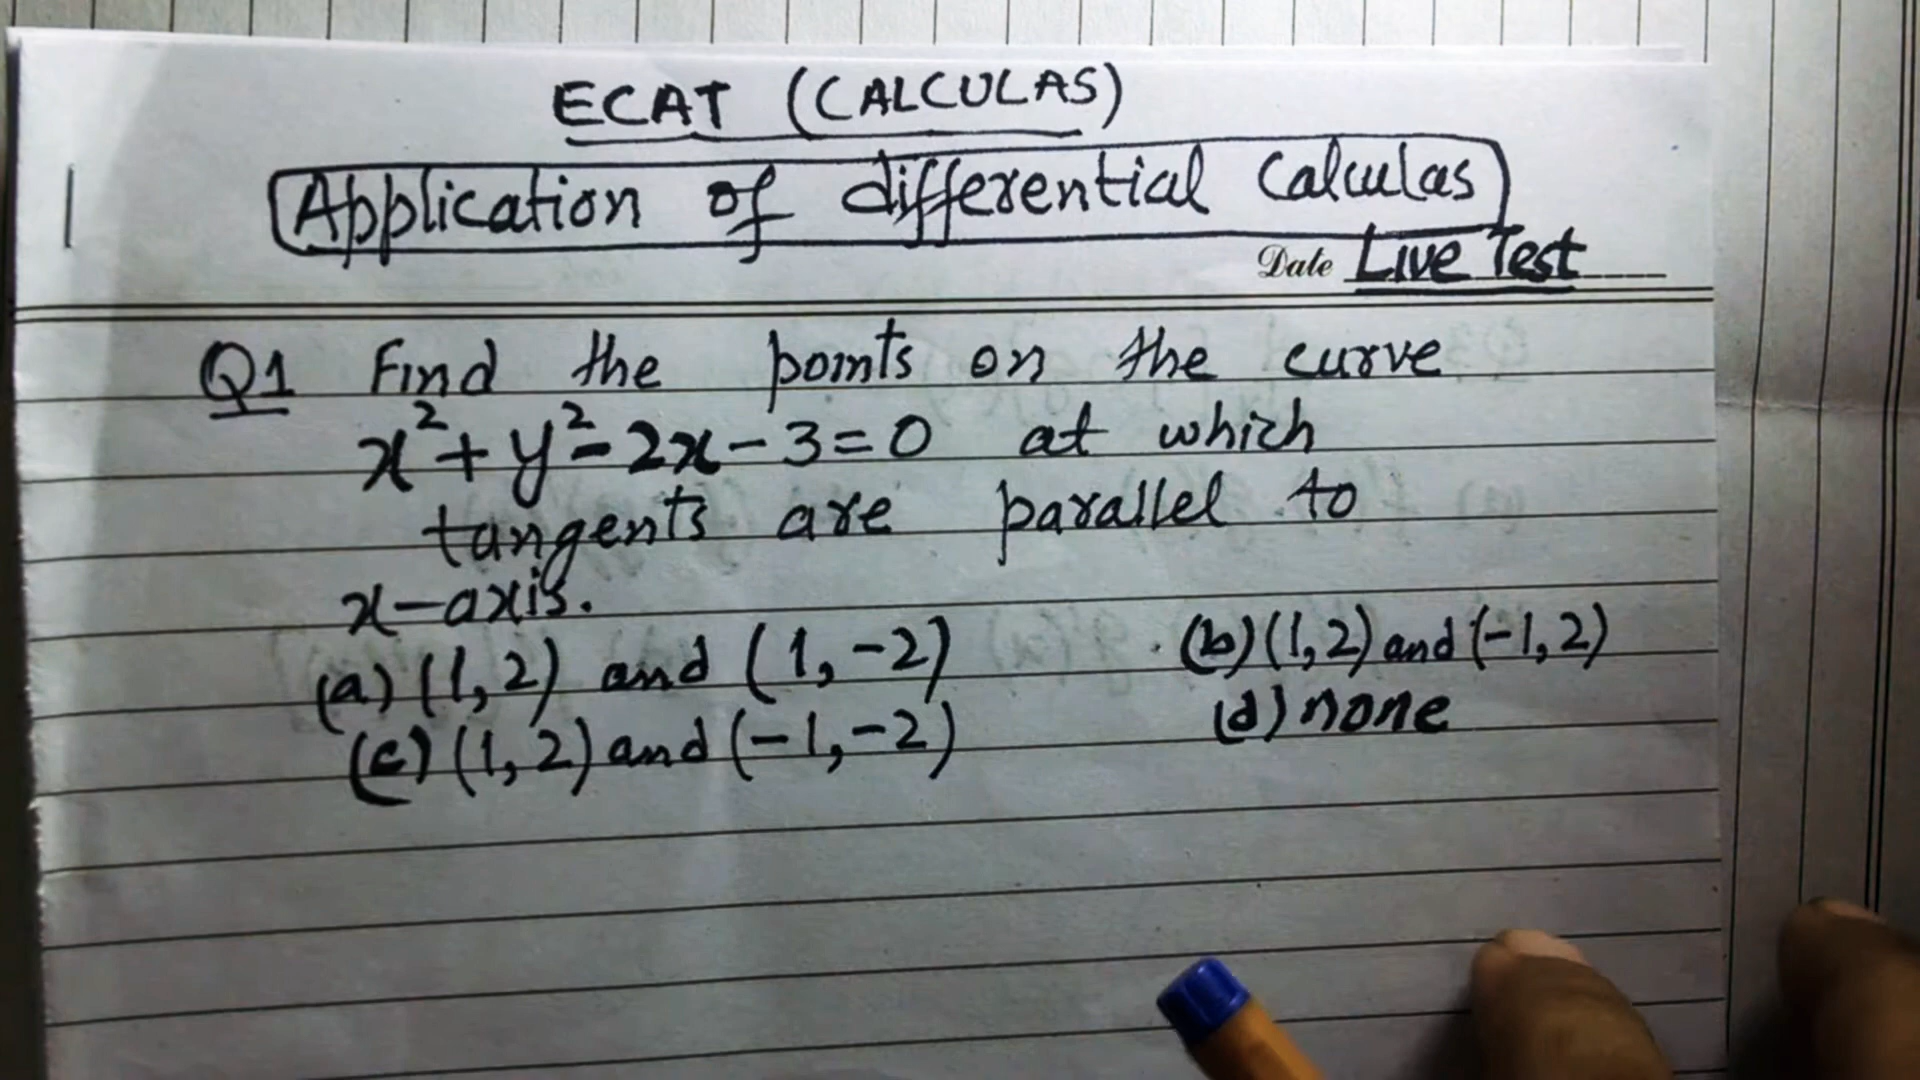 ECAT (CALCULAS)
Application of differential Calculas
Date Live Test
Q1 Find the points on the curve
x²+y²-2x-3=0 at which
tangents are parallel to
x-axis.
(a) (1,2) and (1,-2) (b) (1,2) and (-1,2)
(c) (1,2) and (-1,-2) (d) none